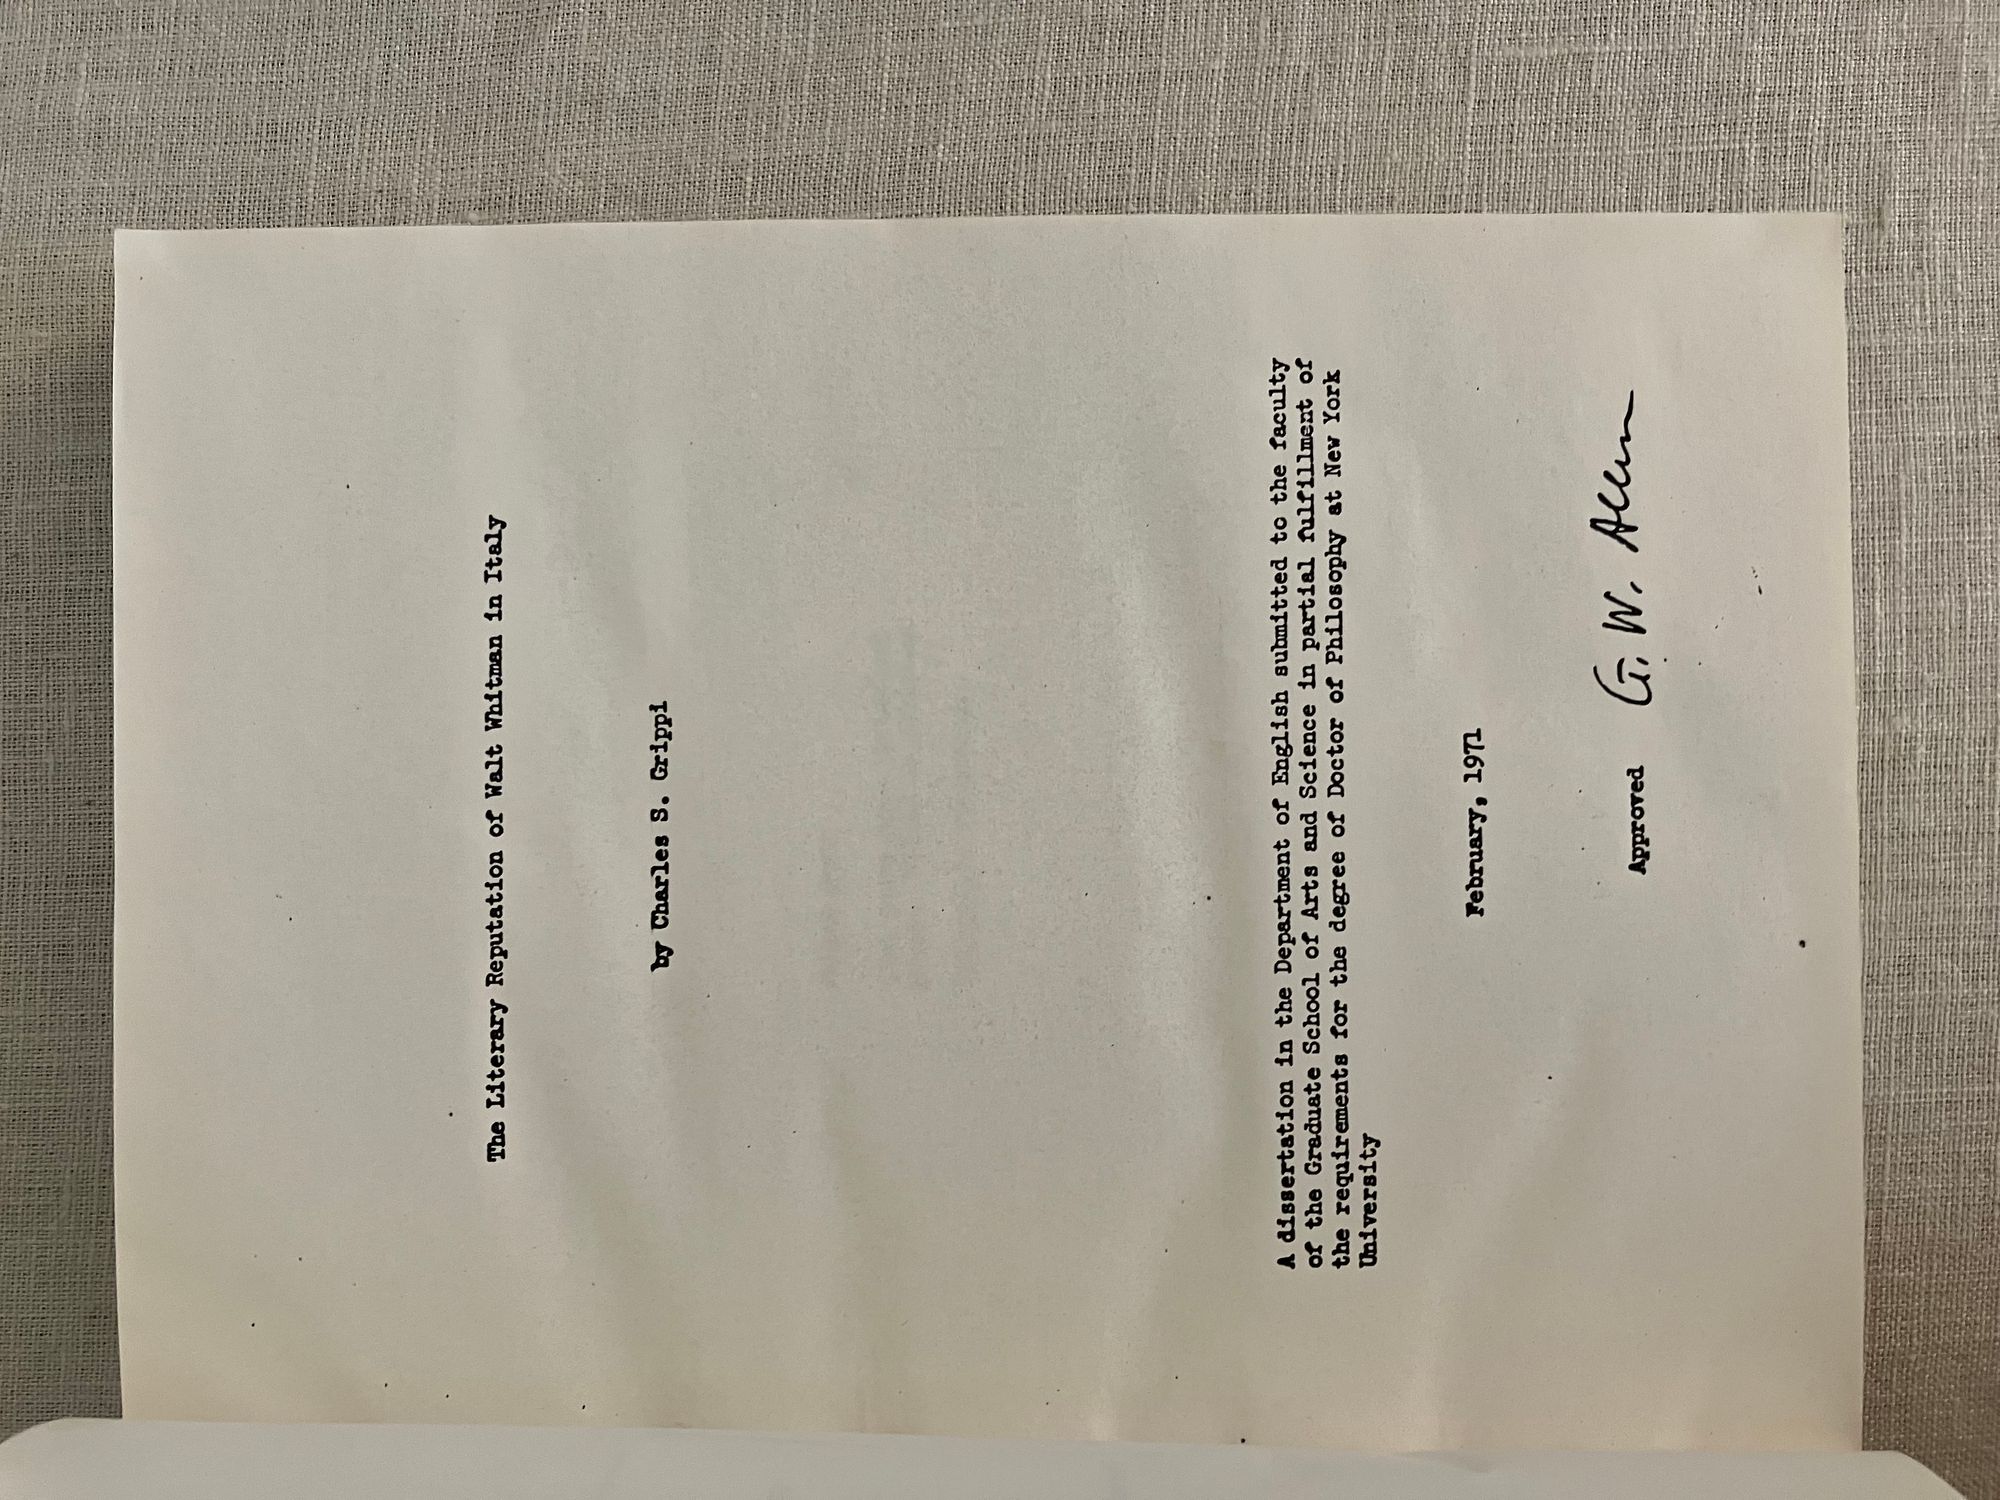 The Literary Reputation of Walt Whitman in Italy
by Charles S. Grippi
A dissertation in the Department of English submitted to the faculty
of the Graduate School of Arts and Science in partial fulfillment of
the requirements for the degree of Doctor of Philosophy at New York
University
February, 1971
Approved G. W. Allen